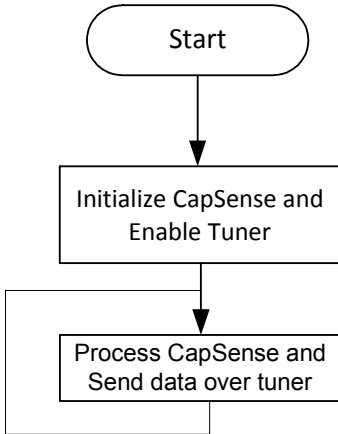 Start
Initialize CapSense and
Enable Tuner
Process CapSense and
Send data over tuner